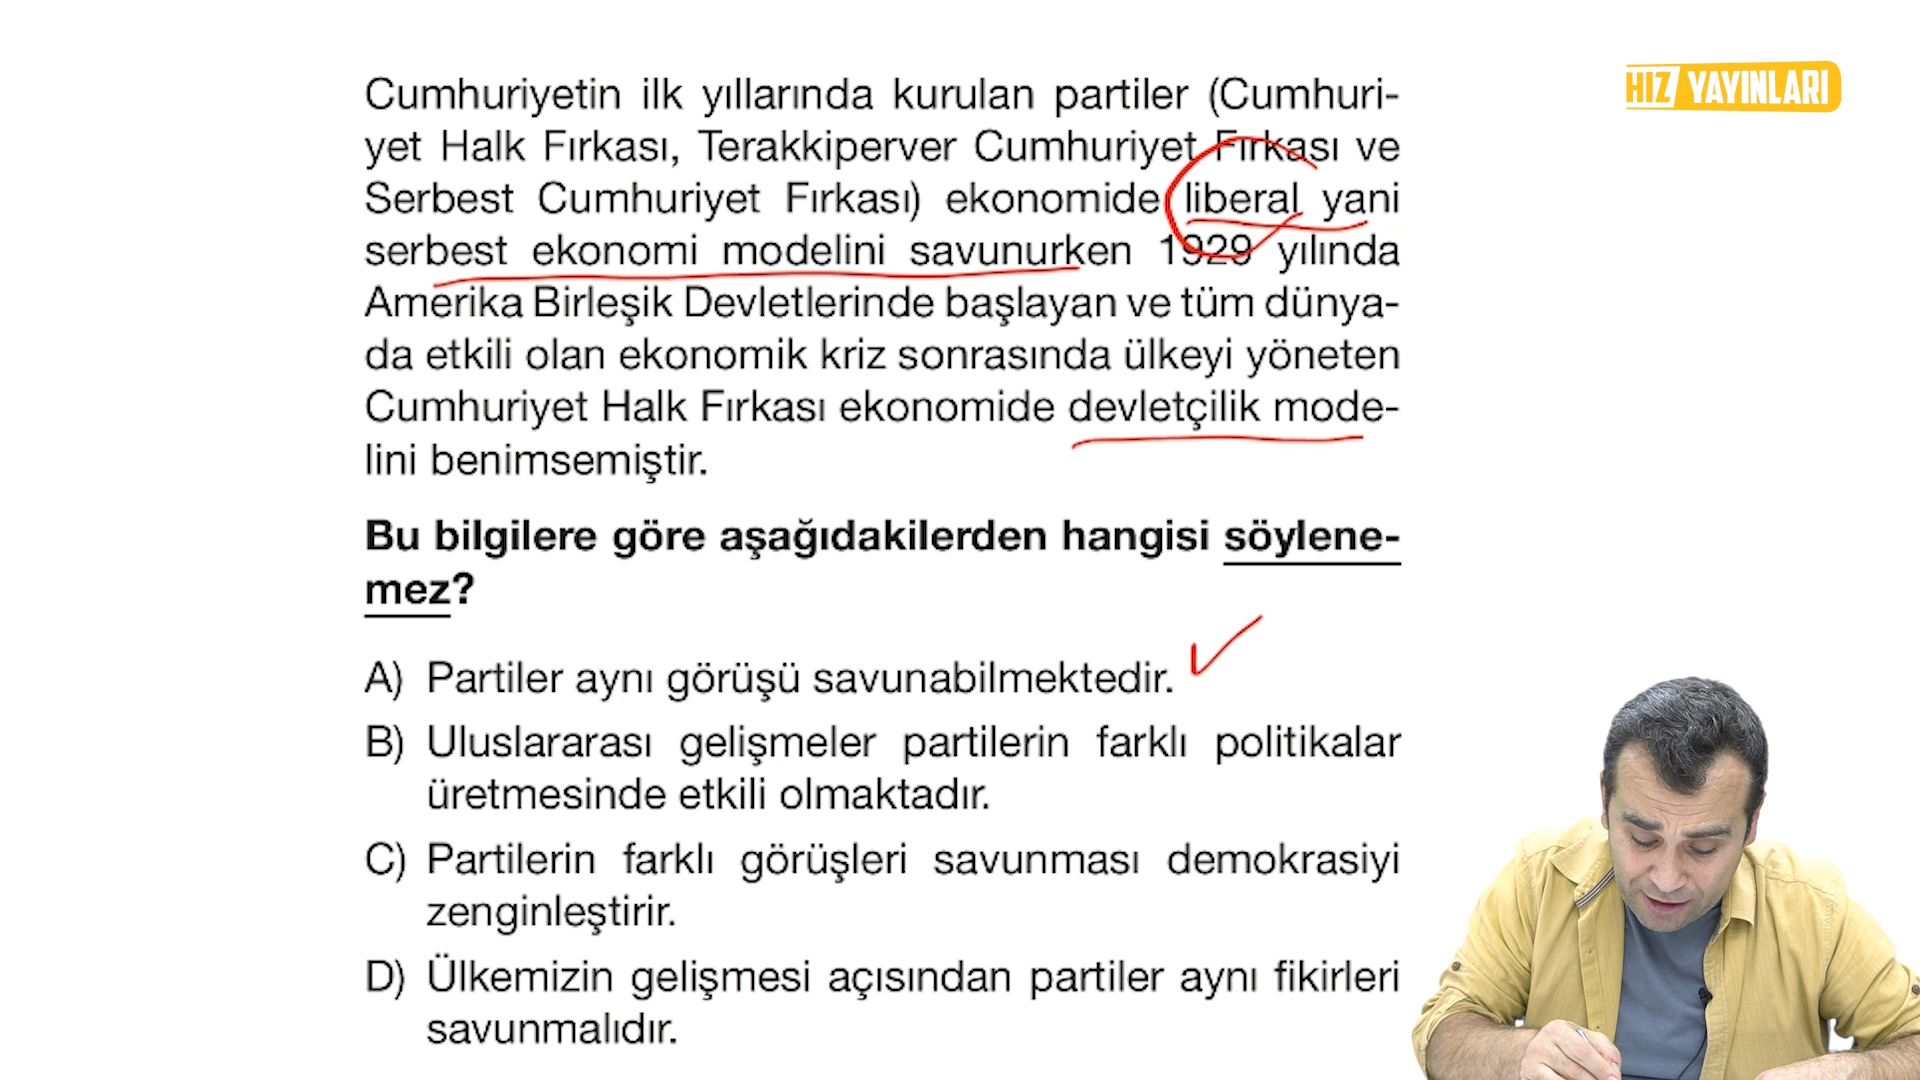 HIZ YAYINLARI
Cumhuriyetin ilk yıllarında kurulan partiler (Cumhuri-
yet Halk Fırkası, Terakkiperver Cumhuriyet Fırkası ve
Serbest Cumhuriyet Fırkası) ekonomide liberal yani
serbest ekonomi modelini savunurken 1929 yılında
Amerika Birleşik Devletlerinde başlayan ve tüm dünya-
da etkili olan ekonomik kriz sonrasında ülkeyi yöneten
Cumhuriyet Halk Fırkası ekonomide devletçilik mode-
lini benimsemiştir.
Bu bilgilere göre aşağıdakilerden hangisi söylene-
mez?
A) Partiler aynı görüşü savunabilmektedir.
B) Uluslararası gelişmeler partilerin farklı politikalar
üretmesinde etkili olmaktadır.
C) Partilerin farklı görüşleri savunması demokrasiyi
zenginleştirir.
D) Ülkemizin gelişmesi açısından partiler aynı fikirleri
savunmalıdır.